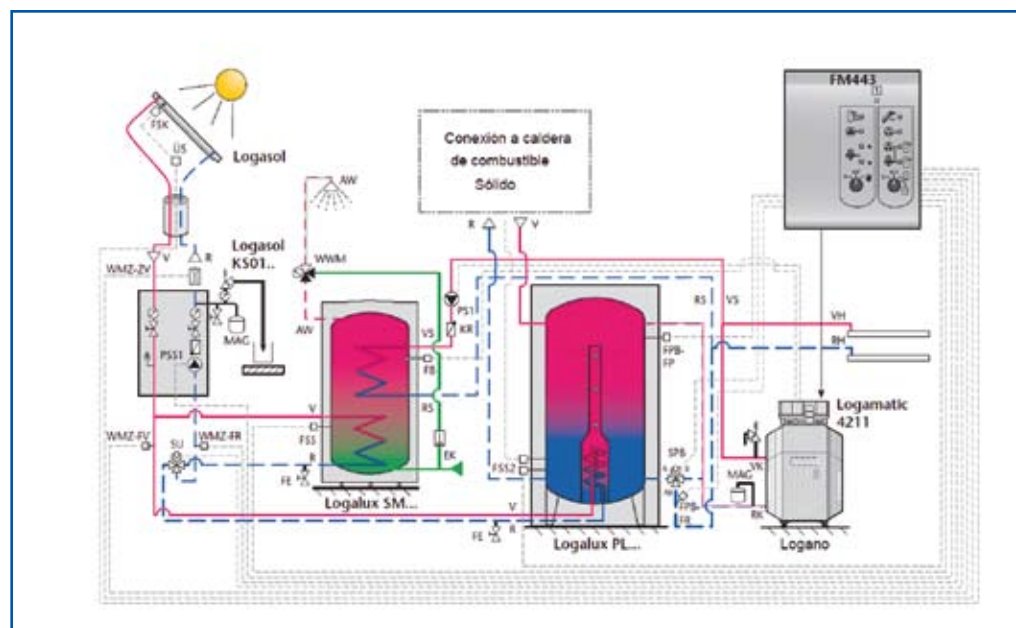 FM443
FSK
ÜS
Logasol
Conexión a caldera
de combustible
Sólido
AW
R
V
V
R
WMZ-ZV
Logasol
KS01..
WWM
PS1
KR
RS
VS
VH
RH
AW
VS
FB
FPB-
FP
MAG
PSS1
RS
V
FSS
R
EK
FSS2
SPB
Logamatic
4211
WMZ-FV
SU
WMZ-FR
FE
VK
MAG
FPB-
FR
RK
Logalux SM...
V
FE
R
Logalux PL...
Logano